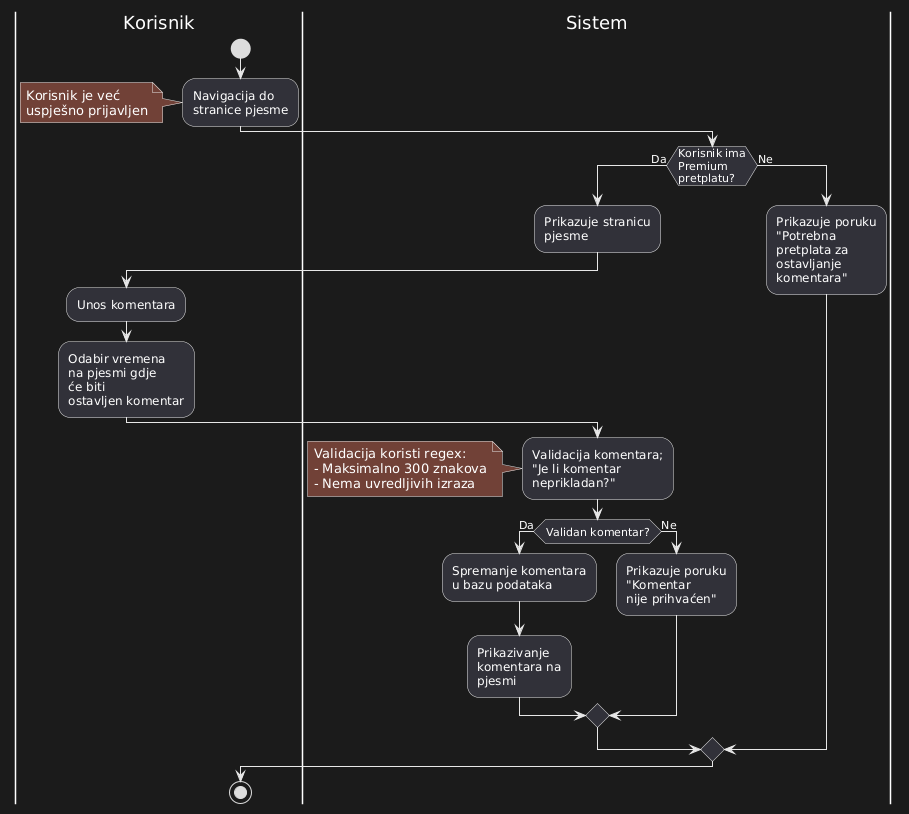 Korisnik
Sistem
Korisnik je već
uspješno prijavljen
Navigacija do
stranice pjesme
Korisnik ima
Premium
pretplatu?
Da
Ne
Prikazuje stranicu
pjesme
Prikazuje poruku
"Potrebna
pretplata za
ostavljanje
komentara"
Unos komentara
Odabir vremena
na pjesmi gdje
će biti
ostavljen komentar
Validacija koristi regex:
- Maksimalno 300 znakova
- Nema uvredljivih izraza
Validacija komentara;
"Je li komentar
neprikladan?"
Validan komentar?
Da
Ne
Spremanje komentara
u bazu podataka
Prikazuje poruku
"Komentar
nije prihvaćen"
Prikazivanje
komentara na
pjesmi